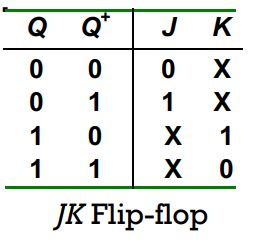 Q Q+ J K
0 0 0 X
0 1 1 X
1 0 X 1
1 1 X 0
JK Flip-flop